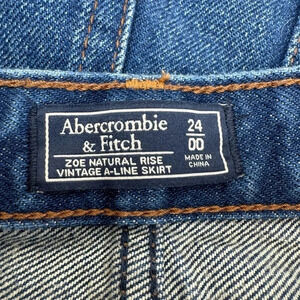 Abercrombie
& Fitch
ZOE NATURAL RISE
VINTAGE A-LINE SKIRT
24
00
MADE IN
CHINA